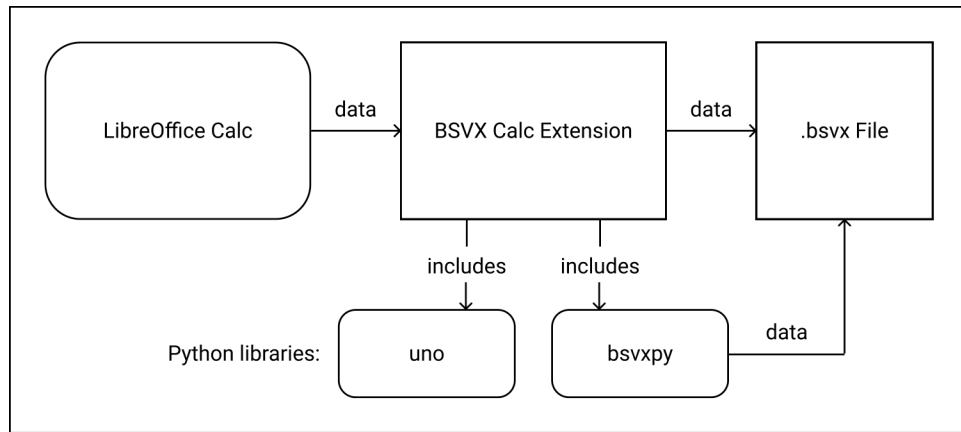 data
data
LibreOffice Calc
BSVX Calc Extension
.bsvx File
includes
includes
data
Python libraries:
uno
bsvxpy